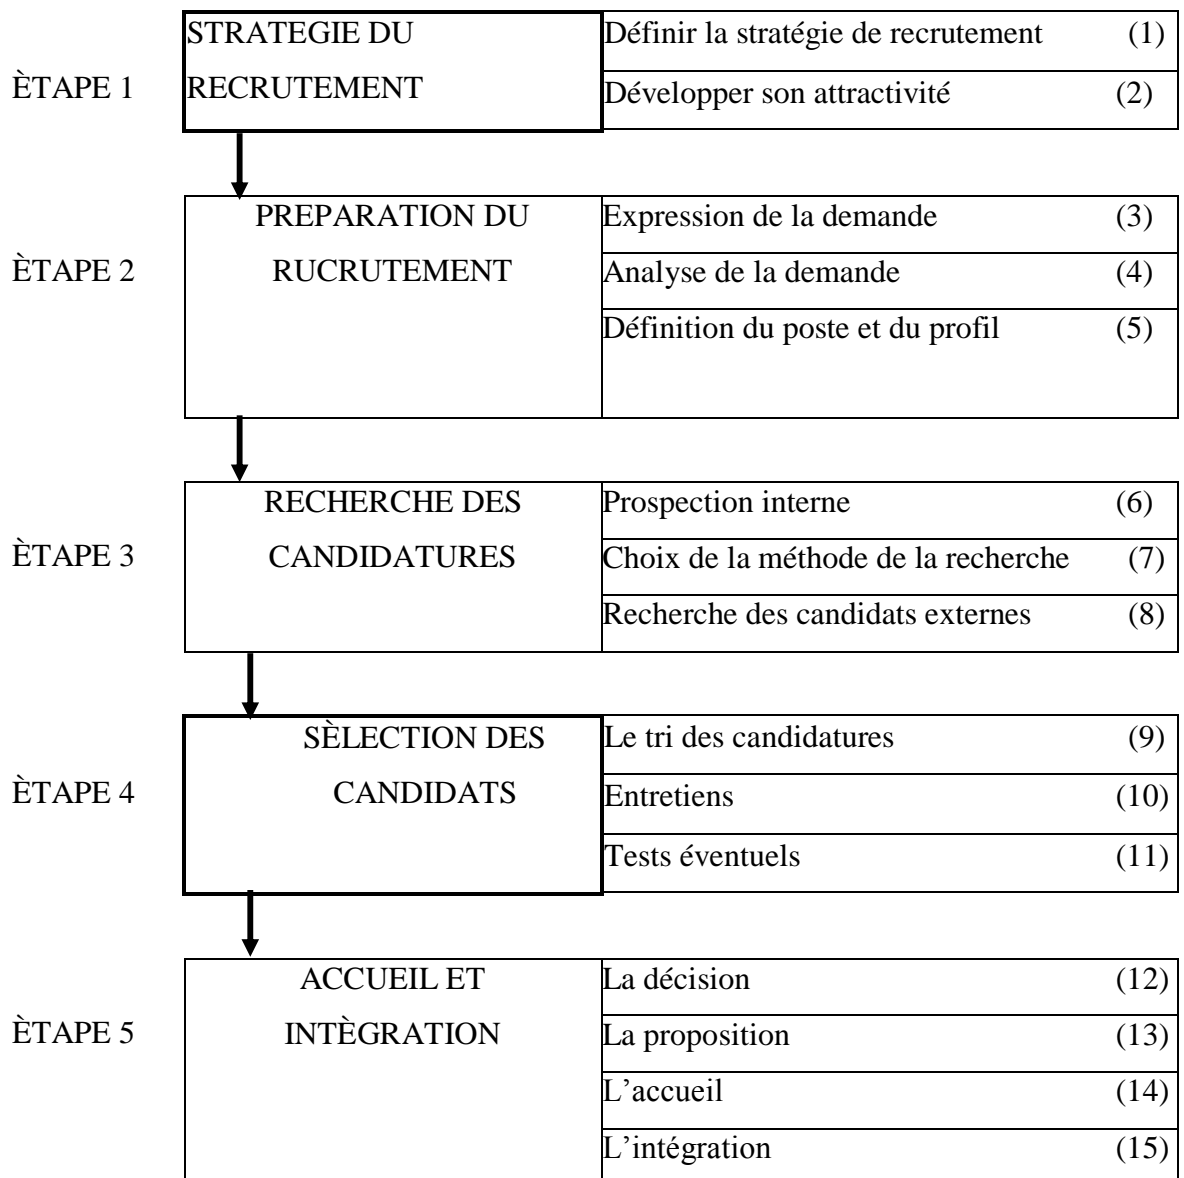 STRATEGIE DU
RECRUTEMENT
ÈTAPE 1
Définir la stratégie de recrutement (1)
Développer son attractivité (2)
PREPARATION DU
RUCRUTEMENT
ÈTAPE 2
Expression de la demande (3)
Analyse de la demande (4)
Définition du poste et du profil (5)
RECHERCHE DES
CANDIDATURES
ÈTAPE 3
Prospection interne (6)
Choix de la méthode de la recherche (7)
Recherche des candidats externes (8)
SÈLECTION DES
CANDIDATS
ÈTAPE 4
Le tri des candidatures (9)
Entretiens (10)
Tests éventuels (11)
ACCUEIL ET
INTÈGRATION
ÈTAPE 5
La décision (12)
La proposition (13)
L’accueil (14)
L’intégration (15)